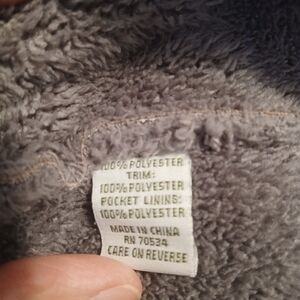 100% POLYESTER
TRIM:
100% POLYESTER
POCKET LINING:
100% POLYESTER
MADE IN CHINA
RN 70534
CARE ON REVERSE